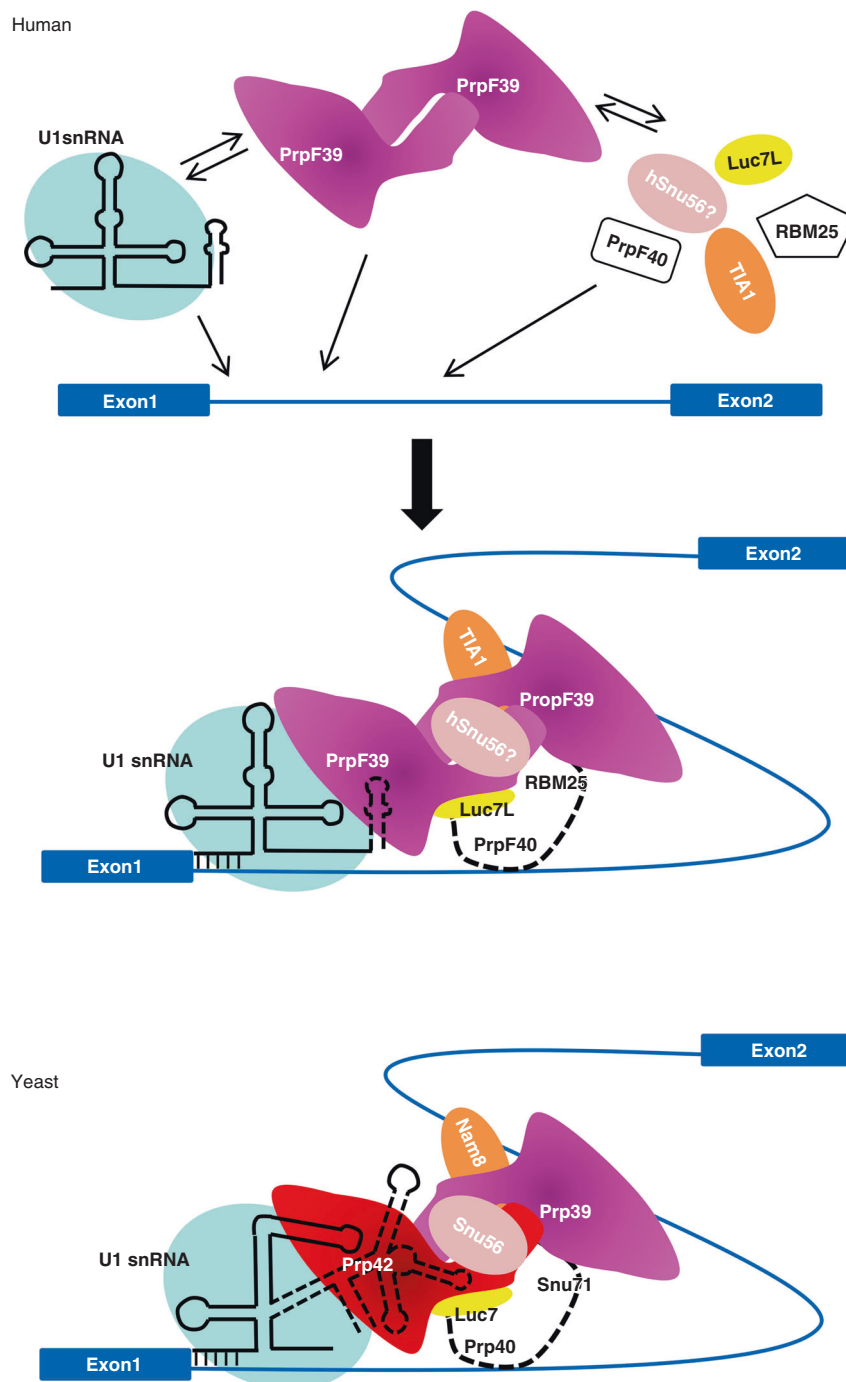 Human
PrpF39
PrpF39
U1snRNA
Luc7L
hSnu56?
RBM25
PrpF40
TIA1
Exon1
Exon2
Exon2
TIA1
PropF39
hSnu56?
PrpF39
U1 snRNA
RBM25
Luc7L
PrpF40
Exon1
Exon2
Yeast
Nam8
Prp39
Snu56
Prp42
U1 snRNA
Snu71
Luc7
Prp40
Exon1